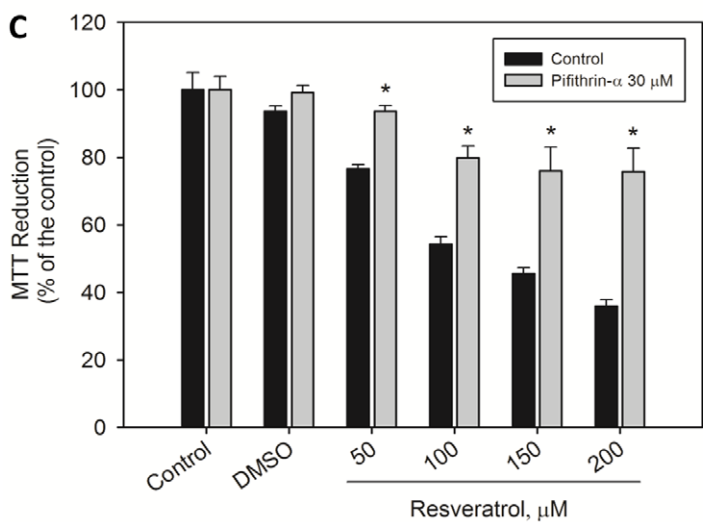 C
120
100
80
60
40
20
0
MTT Reduction
(% of the control)
Control
Pifithrin-α 30 μM
*
*
*
*
Control
DMSO
50
100
150
200
Resveratrol, μM